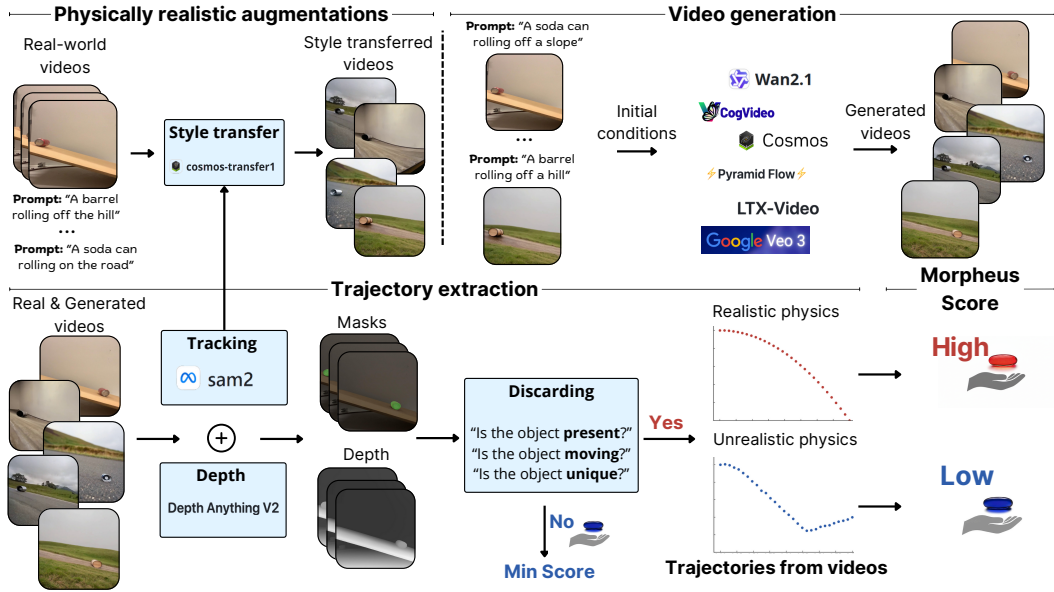 Physically realistic augmentations
Real-world
videos
Prompt: “A barrel
rolling off the hill”
...
Prompt: “A soda can
rolling on the road”
Style transfer
cosmos-transfer1
Style transferred
videos
Video generation
Prompt: “A soda can
rolling off a slope”
...
Prompt: “A barrel
rolling off a hill”
Initial
conditions
Wan2.1
CogVideo
Cosmos
⚡Pyramid Flow⚡
LTX-Video
Google Veo 3
Generated
videos
Trajectory extraction
Real & Generated
videos
Tracking
sam2
Depth
Depth Anything V2
Masks
Depth
Discarding
“Is the object present?”
“Is the object moving?”
“Is the object unique?”
Yes
No
Min Score
Realistic physics
Unrealistic physics
Trajectories from videos
Morpheus
Score
High
Low